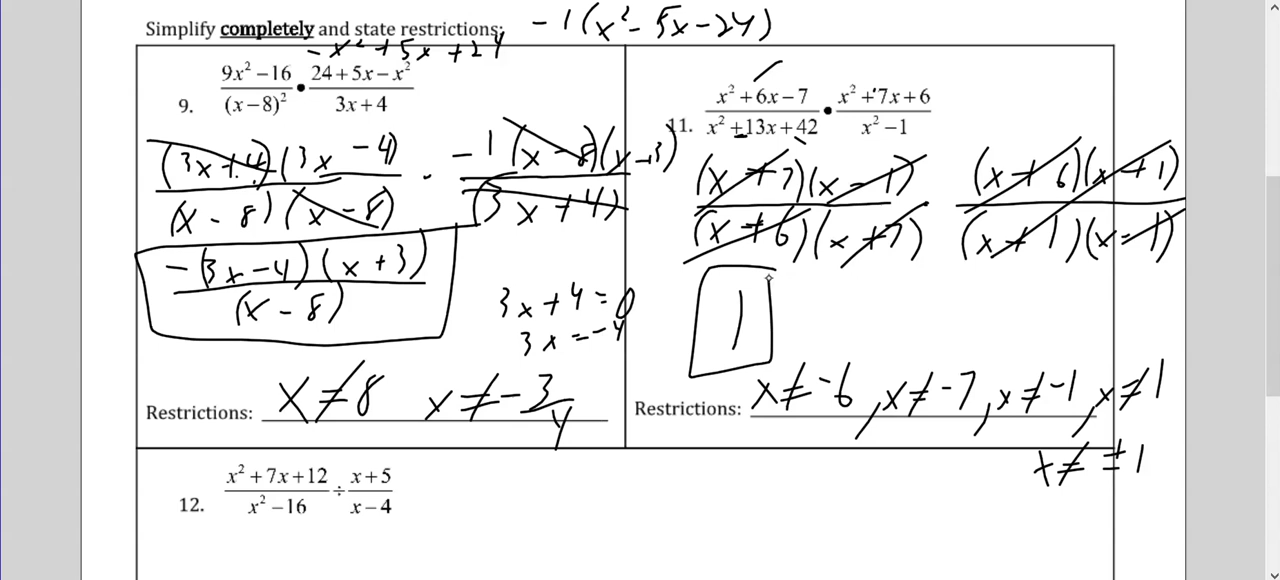 Simplify completely and state restrictions:
-1(x² - 5x - 24)
-x² + 5x + 24
9. (9x² – 16)/(x – 8)² • (24 + 5x – x²)/(3x + 4)
(3x + 4)(3x - 4)/(x - 8)(x - 8) · -1(x - 8)(x + 3)/(3x + 4)
-(3x - 4)(x + 3)/(x - 8)
3x + 4 = 0
3x = -4
Restrictions: x ≠ 8 x ≠ -3/4
11. (x² + 6x – 7)/(x² + 13x + 42) • (x² + 7x + 6)/(x² – 1)
(x + 7)(x - 1)/(x + 6)(x + 7) (x + 6)(x + 1)/(x + 1)(x - 1)
1
Restrictions: x ≠ -6, x ≠ -7, x ≠ -1, x ≠ 1
x ≠ ±1
12. (x² + 7x + 12)/(x² – 16) ÷ (x + 5)/(x – 4)